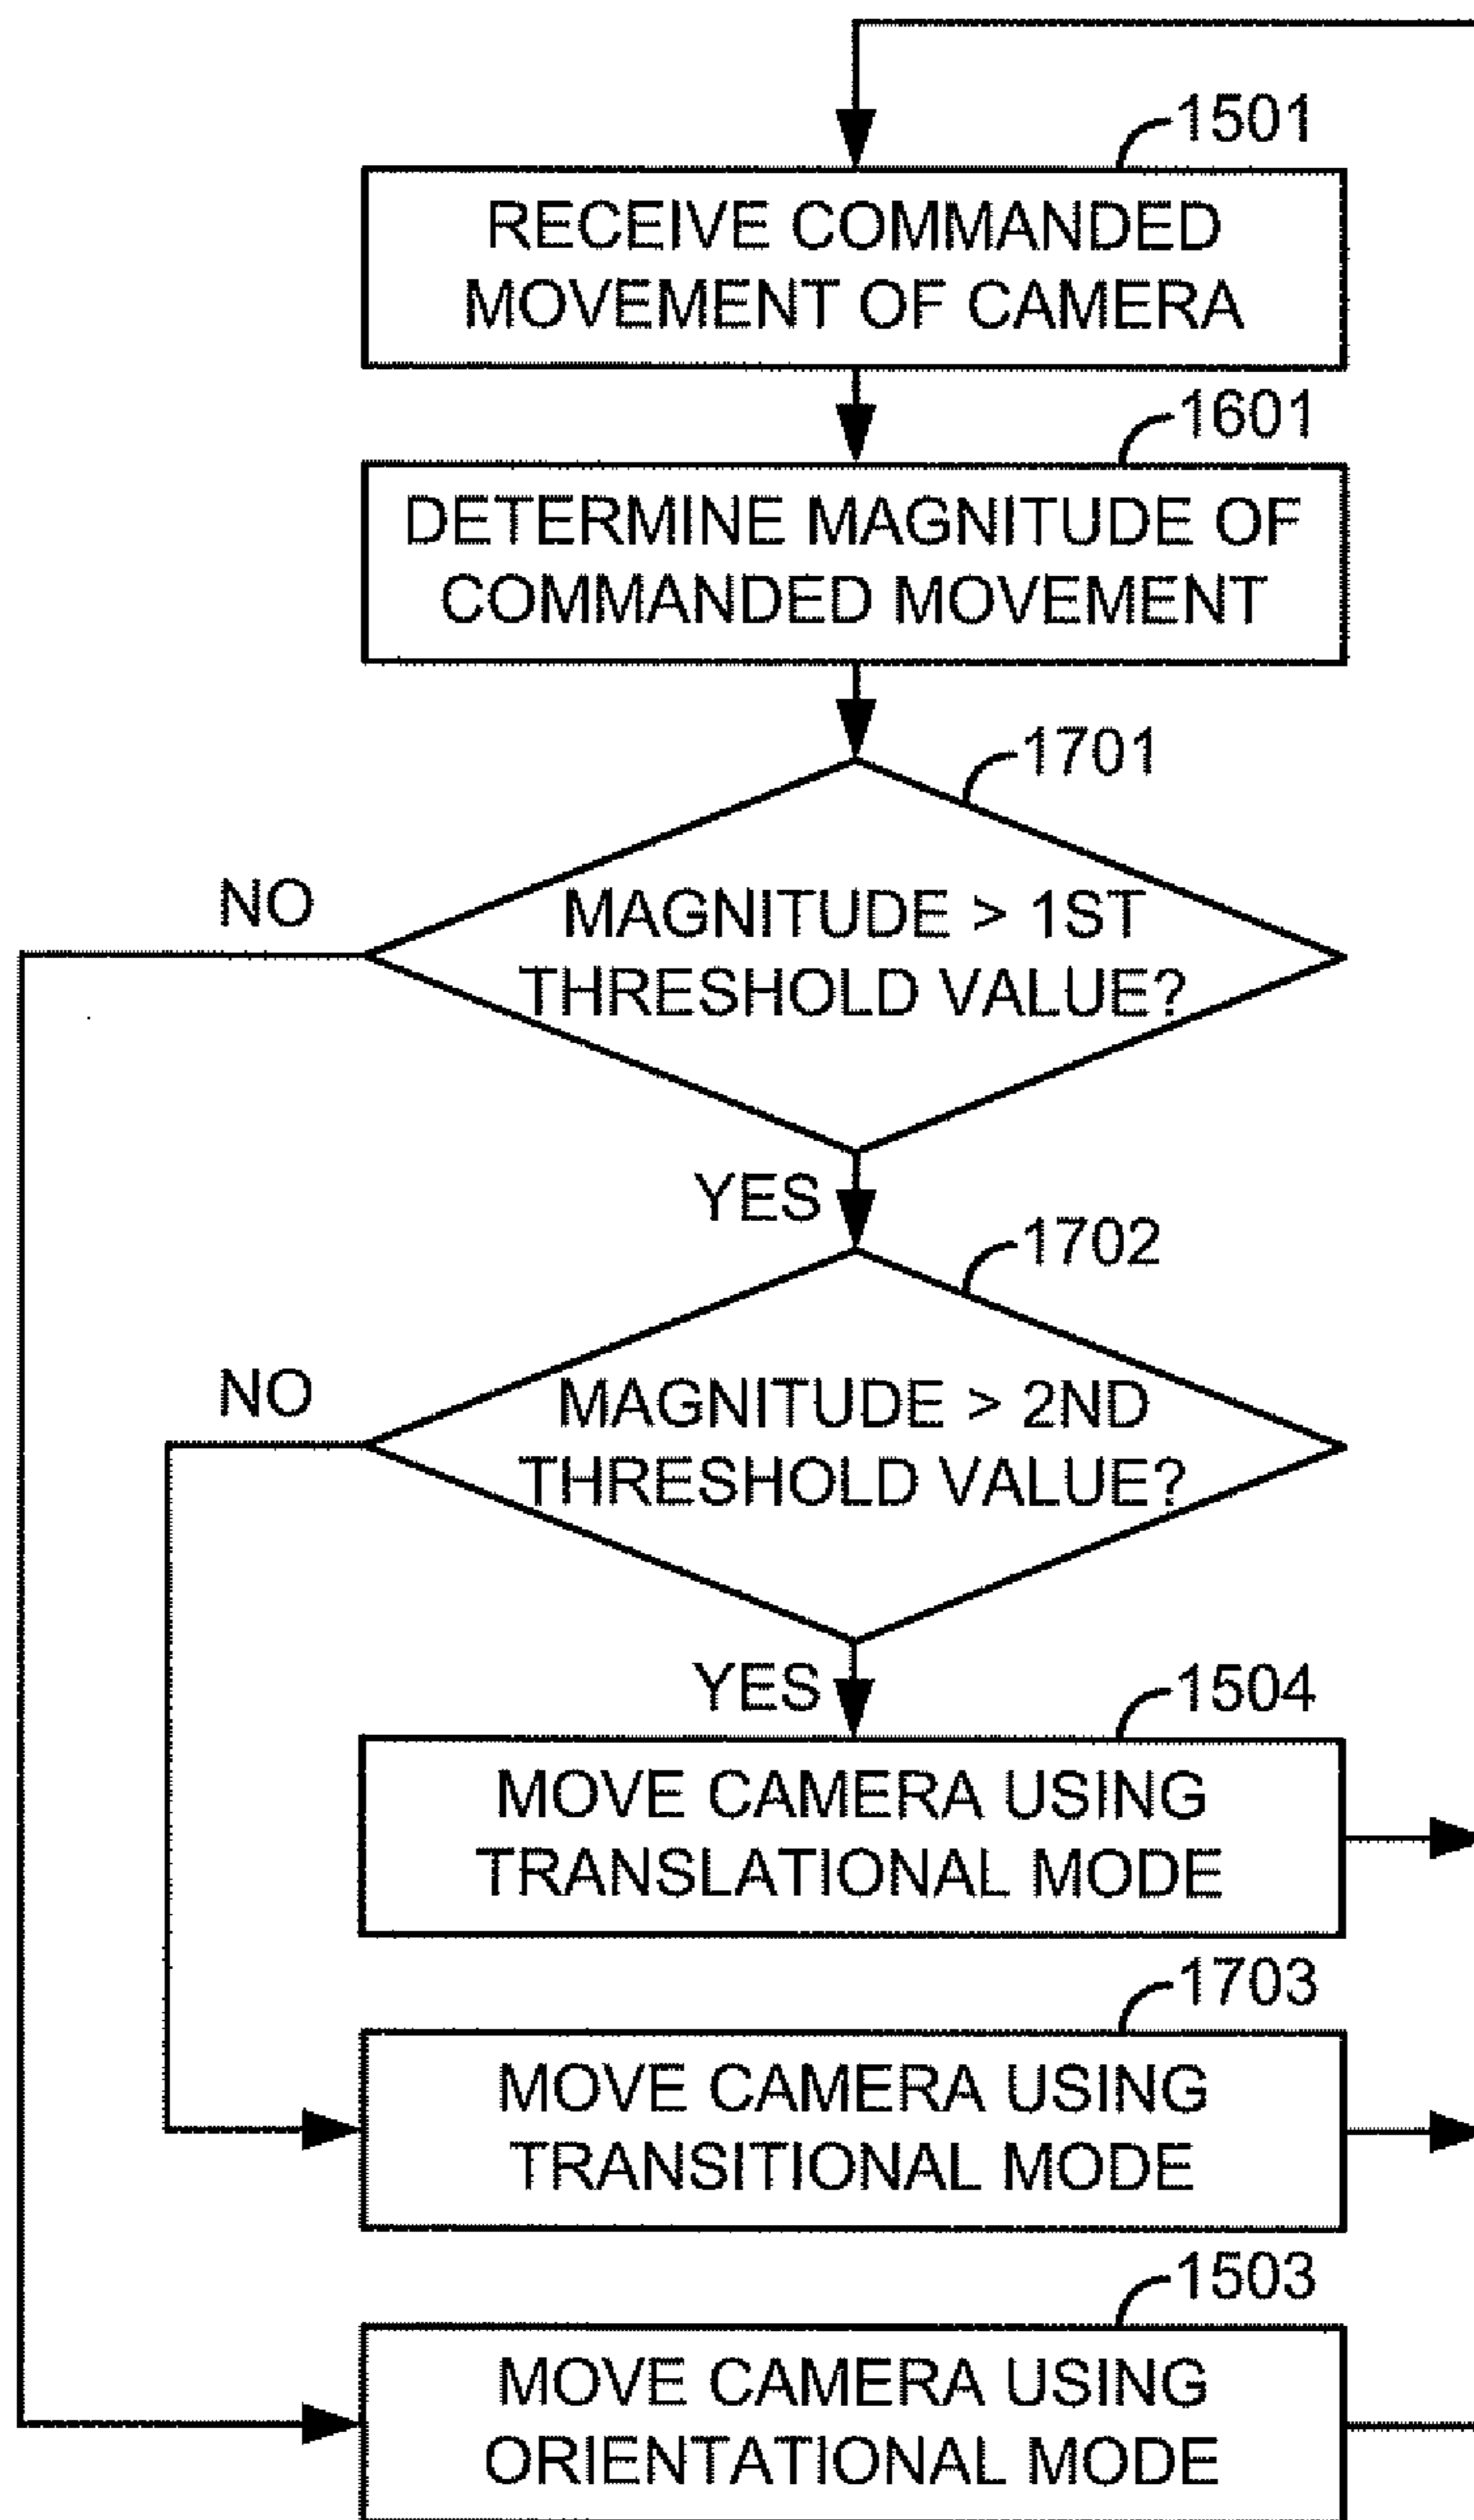 1501
RECEIVE COMMANDED
MOVEMENT OF CAMERA
1601
DETERMINE MAGNITUDE OF
COMMANDED MOVEMENT
1701
NO
MAGNITUDE > 1ST
THRESHOLD VALUE?
YES
1702
NO
MAGNITUDE > 2ND
THRESHOLD VALUE?
YES
1504
MOVE CAMERA USING
TRANSLATIONAL MODE
1703
MOVE CAMERA USING
TRANSITIONAL MODE
1503
MOVE CAMERA USING
ORIENTATIONAL MODE